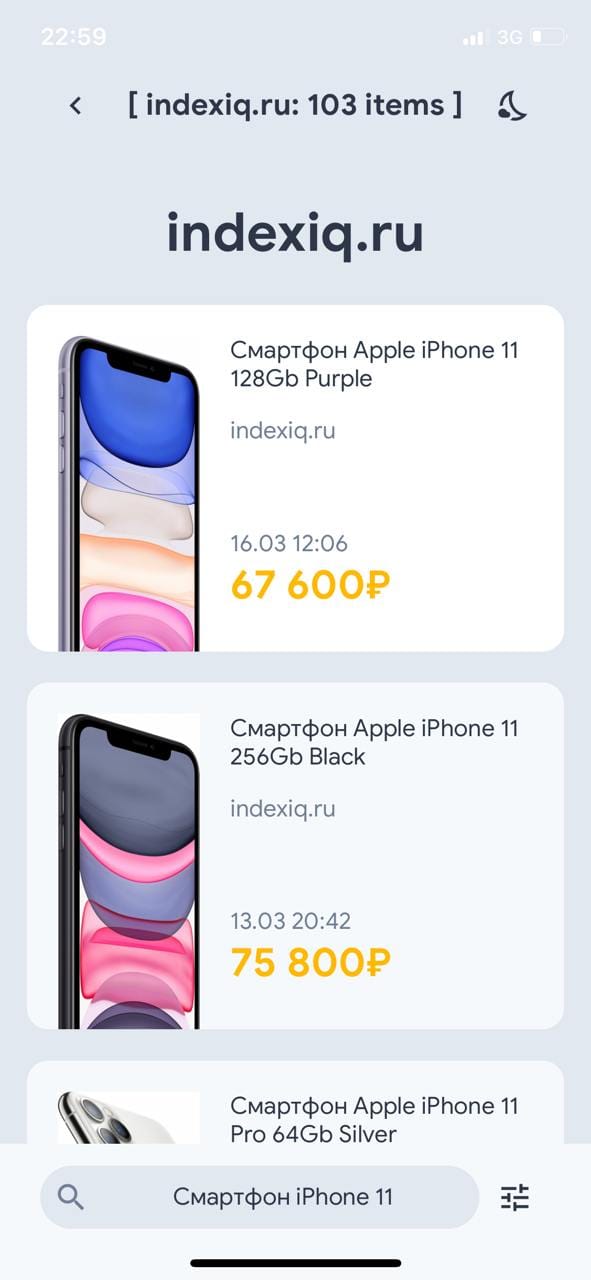 22:59
3G
[ indexiq.ru: 103 items ]
indexiq.ru
Смартфон Apple iPhone 11
128Gb Purple
indexiq.ru
16.03 12:06
67 600₽
Смартфон Apple iPhone 11
256Gb Black
indexiq.ru
13.03 20:42
75 800₽
Смартфон Apple iPhone 11
Pro 64Gb Silver
Смартфон iPhone 11